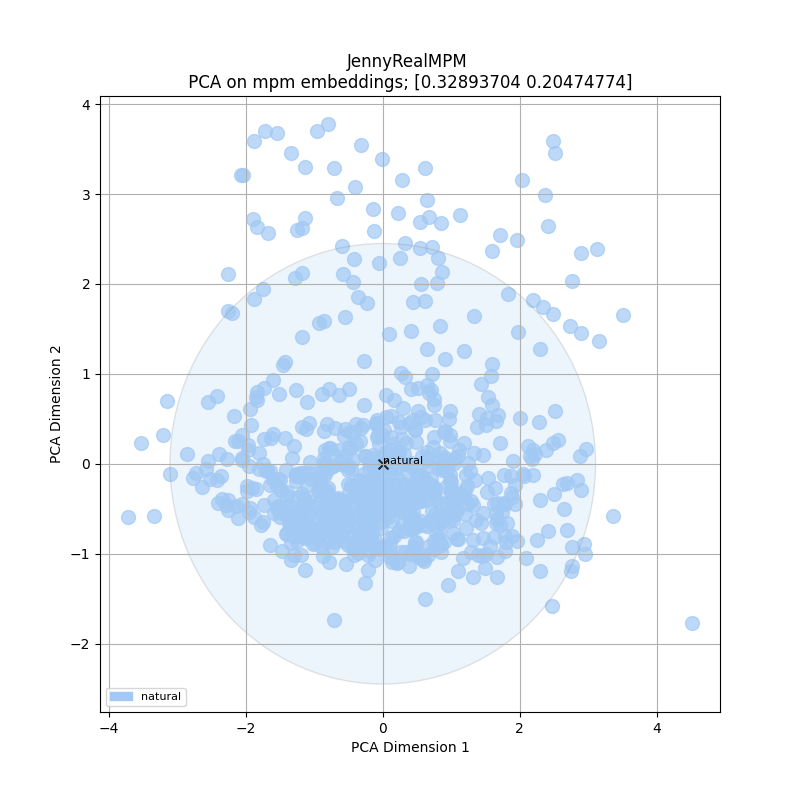 JennyRealMPM
PCA on mpm embeddings; [0.32893704 0.20474774]
PCA Dimension 2
4
3
2
1
0
−1
−2
natural
natural
−4
−2
0
2
4
PCA Dimension 1